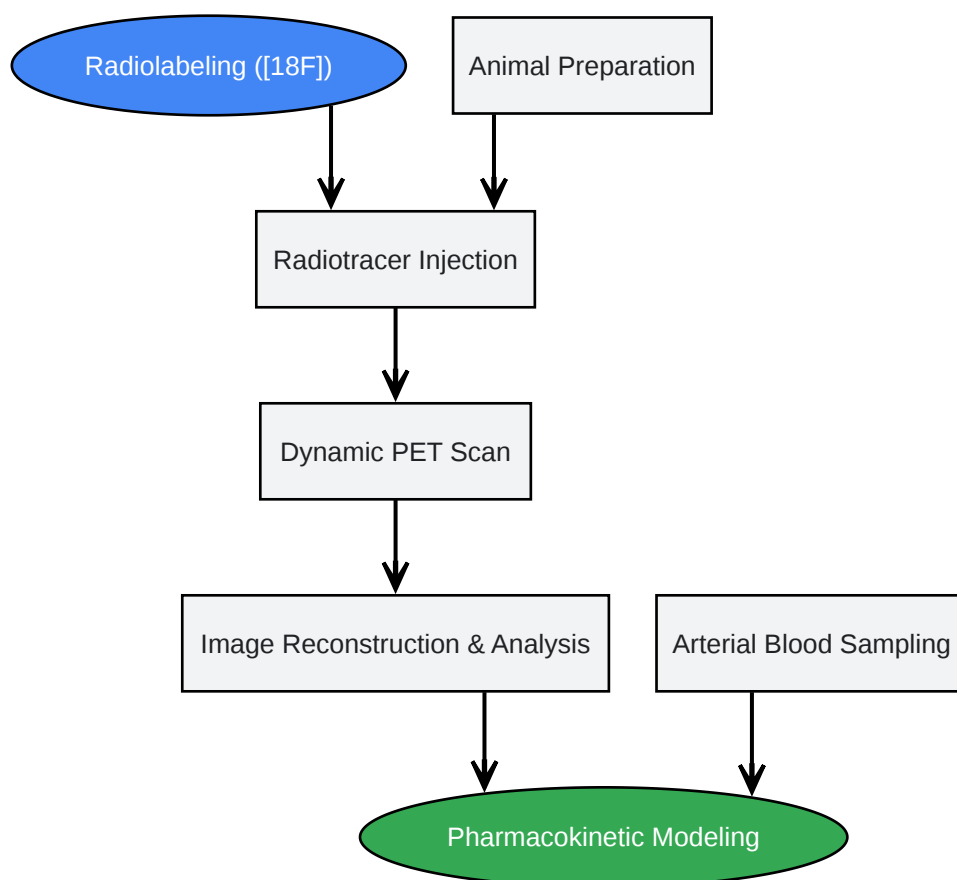 Radiolabeling ([18F])
Animal Preparation
Radiotracer Injection
Dynamic PET Scan
Image Reconstruction & Analysis
Arterial Blood Sampling
Pharmacokinetic Modeling